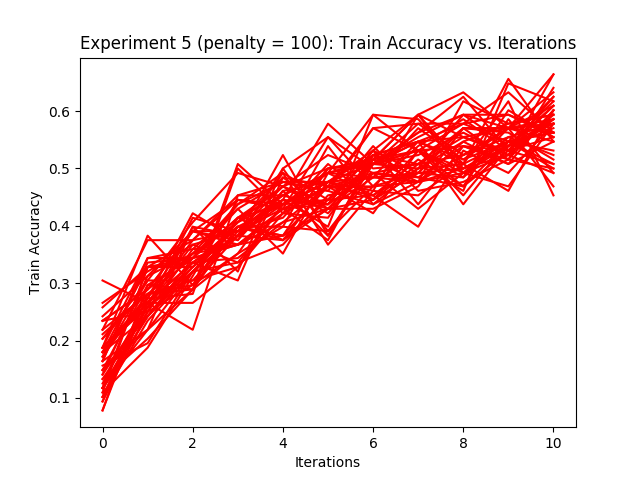 Experiment 5 (penalty = 100): Train Accuracy vs. Iterations
0.6
0.5
0.4
0.3
0.2
0.1
Train Accuracy
0 2 4 6 8 10
Iterations